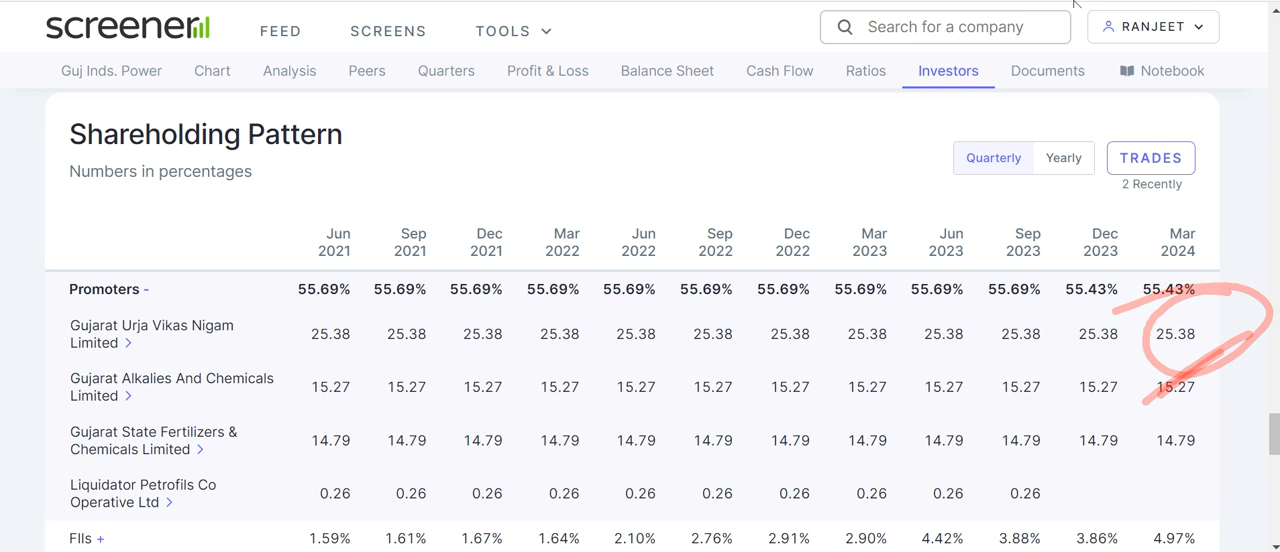 screener FEED SCREENS TOOLS Search for a company RANJEET
Guj Inds. Power Chart Analysis Peers Quarters Profit & Loss Balance Sheet Cash Flow Ratios Investors Documents Notebook
Shareholding Pattern
Numbers in percentages
Quarterly Yearly TRADES
2 Recently
Jun Sep Dec Mar Jun Sep Dec Mar Jun Sep Dec Mar
2021 2021 2021 2022 2022 2022 2022 2023 2023 2023 2023 2024
Promoters - 55.69% 55.69% 55.69% 55.69% 55.69% 55.69% 55.69% 55.69% 55.69% 55.69% 55.43% 55.43%
Gujarat Urja Vikas Nigam
Limited > 25.38 25.38 25.38 25.38 25.38 25.38 25.38 25.38 25.38 25.38 25.38 25.38
Gujarat Alkalies And Chemicals
Limited > 15.27 15.27 15.27 15.27 15.27 15.27 15.27 15.27 15.27 15.27 15.27 15.27
Gujarat State Fertilizers &
Chemicals Limited > 14.79 14.79 14.79 14.79 14.79 14.79 14.79 14.79 14.79 14.79 14.79 14.79
Liquidator Petrofils Co
Operative Ltd > 0.26 0.26 0.26 0.26 0.26 0.26 0.26 0.26 0.26 0.26
FIIs + 1.59% 1.61% 1.67% 1.64% 2.10% 2.76% 2.91% 2.90% 4.42% 3.88% 3.86% 4.97%